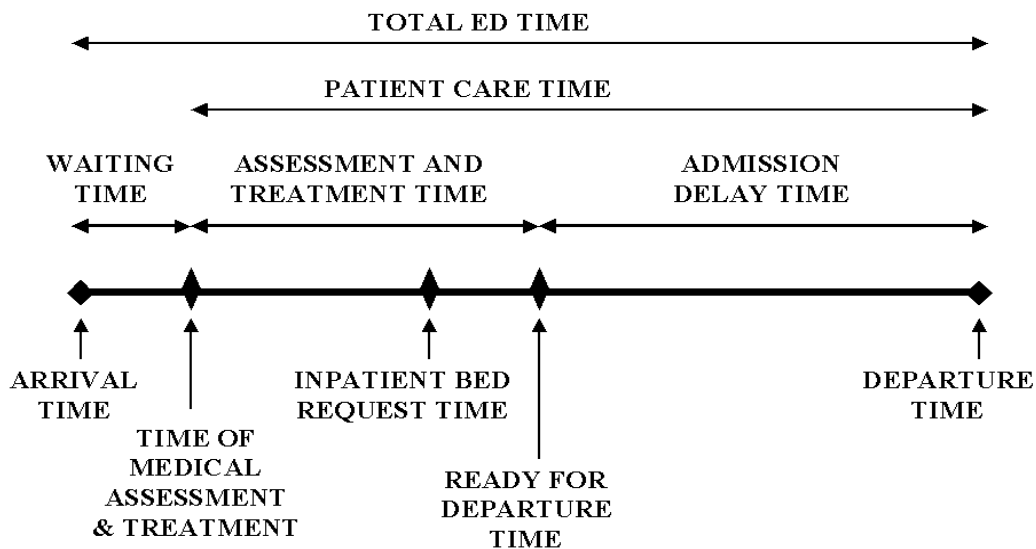 TOTAL ED TIME
PATIENT CARE TIME
WAITING
TIME
ASSESSMENT AND
TREATMENT TIME
ADMISSION
DELAY TIME
ARRIVAL
TIME
TIME OF
MEDICAL
ASSESSMENT
& TREATMENT
INPATIENT BED
REQUEST TIME
READY FOR
DEPARTURE
TIME
DEPARTURE
TIME